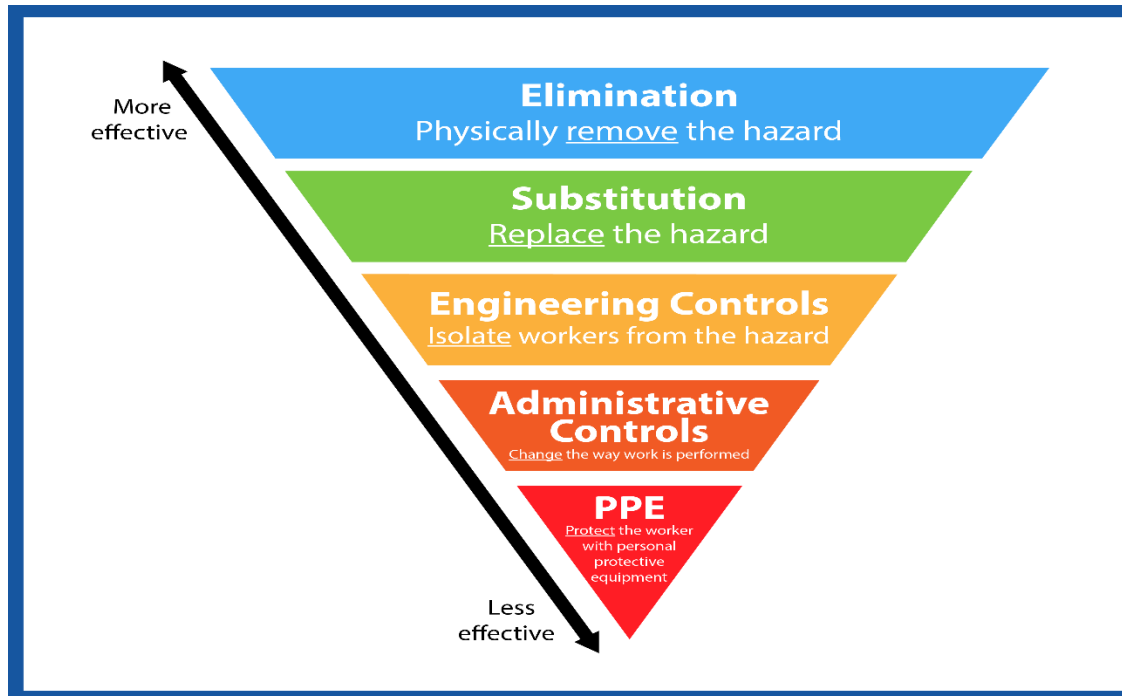 More
effective
Elimination
Physically remove the hazard
Substitution
Replace the hazard
Engineering Controls
Isolate workers from the hazard
Administrative
Controls
Change the way work is performed
PPE
Protect the worker
with personal
protective
equipment
Less
effective